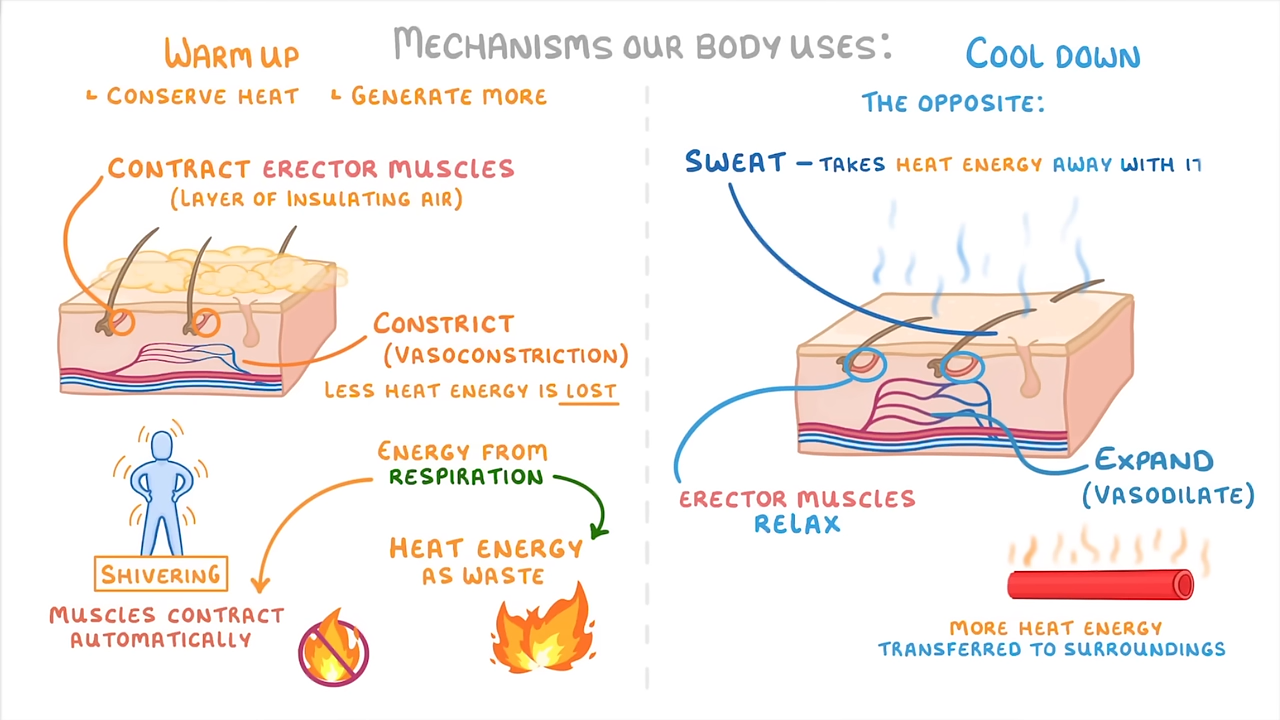 MECHANISMS OUR BODY USES:
WARM UP
CONSERVE HEAT
GENERATE MORE
CONTRACT ERECTOR MUSCLES
(LAYER OF INSULATING AIR)
CONSTRICT
(VASOCONSTRICTION)
LESS HEAT ENERGY IS LOST
ENERGY FROM
RESPIRATION
SHIVERING
MUSCLES CONTRACT
AUTOMATICALLY
HEAT ENERGY
AS WASTE
COOL DOWN
THE OPPOSITE:
SWEAT – TAKES HEAT ENERGY AWAY WITH IT
ERECTOR MUSCLES
RELAX
EXPAND
(VASODILATE)
MORE HEAT ENERGY
TRANSFERRED TO SURROUNDINGS